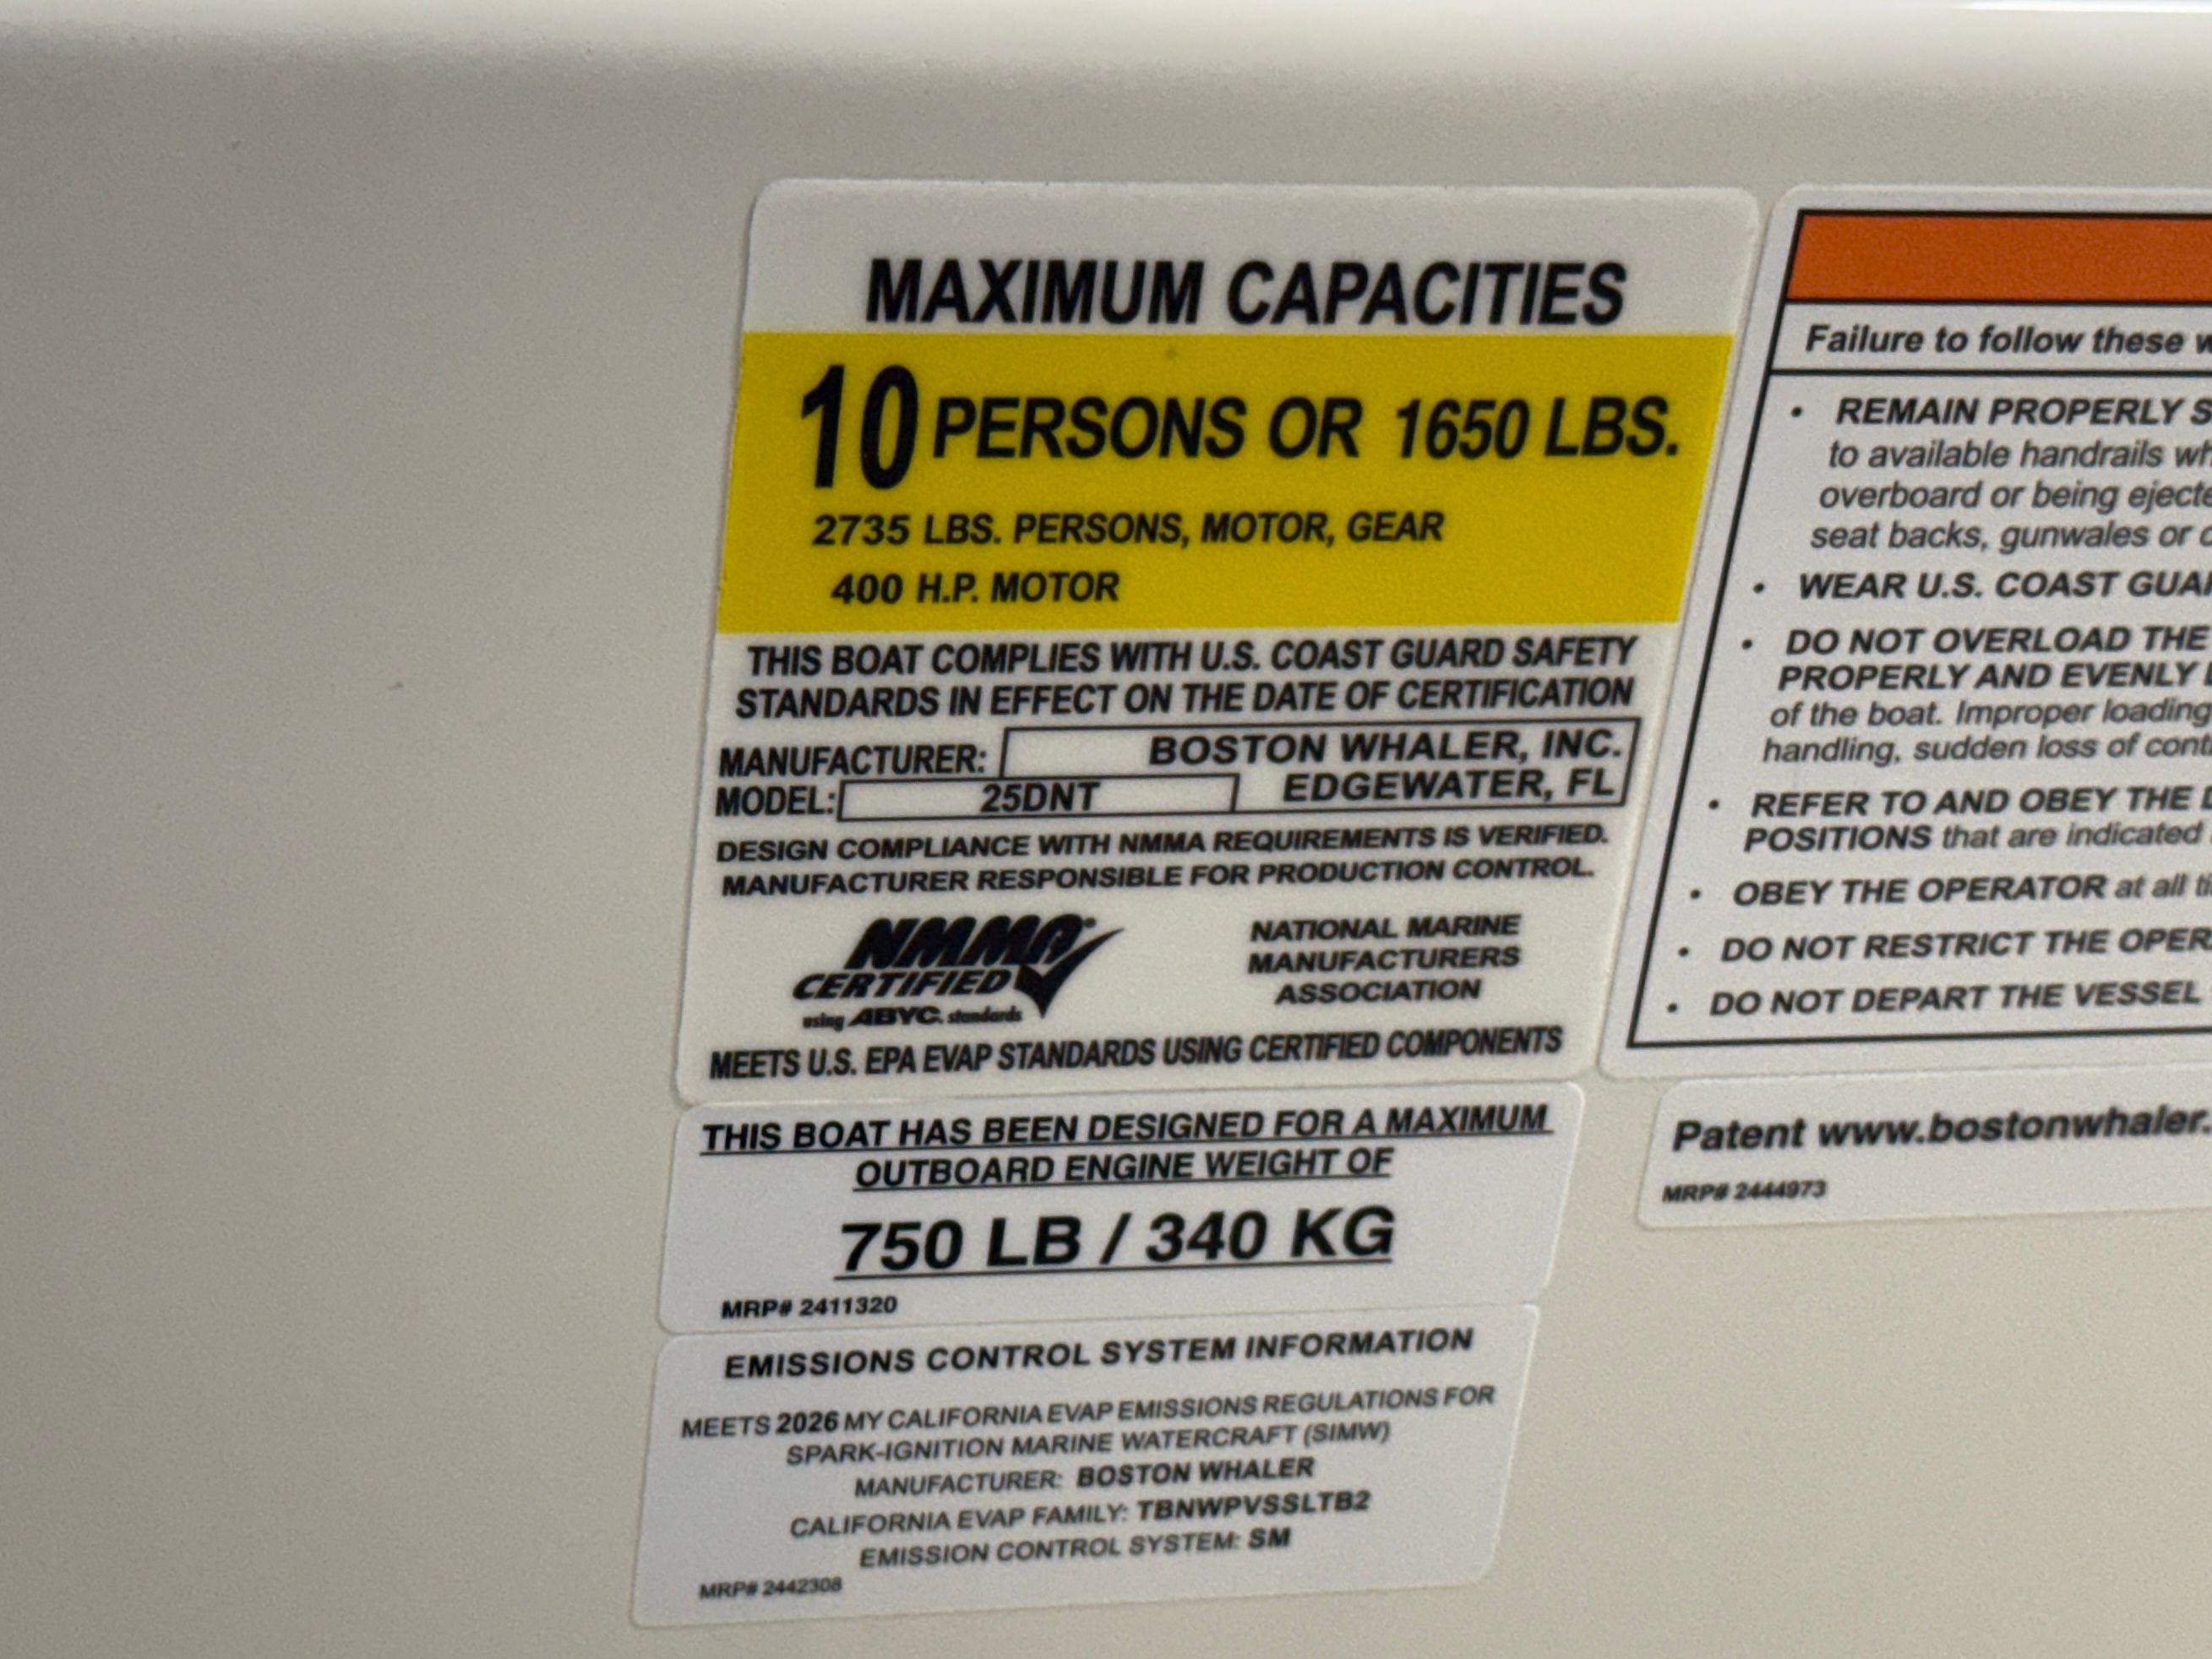 MAXIMUM CAPACITIES
10 PERSONS OR 1650 LBS.
2735 LBS. PERSONS, MOTOR, GEAR
400 H.P. MOTOR
THIS BOAT COMPLIES WITH U.S. COAST GUARD SAFETY
STANDARDS IN EFFECT ON THE DATE OF CERTIFICATION
MANUFACTURER: BOSTON WHALER, INC.
MODEL: 25DNT EDGEWATER, FL
DESIGN COMPLIANCE WITH NMMA REQUIREMENTS IS VERIFIED.
MANUFACTURER RESPONSIBLE FOR PRODUCTION CONTROL.
NMMA®
CERTIFIED
using ABYC standards
NATIONAL MARINE
MANUFACTURERS
ASSOCIATION
MEETS U.S. EPA EVAP STANDARDS USING CERTIFIED COMPONENTS
THIS BOAT HAS BEEN DESIGNED FOR A MAXIMUM
OUTBOARD ENGINE WEIGHT OF
750 LB / 340 KG
MRP# 2411320
EMISSIONS CONTROL SYSTEM INFORMATION
MEETS 2026 MY CALIFORNIA EVAP EMISSIONS REGULATIONS FOR
SPARK-IGNITION MARINE WATERCRAFT (SIMW)
MANUFACTURER: BOSTON WHALER
CALIFORNIA EVAP FAMILY: TBNWPVSSLTB2
EMISSION CONTROL SYSTEM: SM
MRP# 2442308
Failure to follow these
• REMAIN PROPERLY
to available handrails
overboard or being
seat backs, gunwales or
• WEAR U.S. COAST
• DO NOT OVERLOAD THE
PROPERLY AND EVENLY
of the boat. Improper loading
handling, sudden loss of
• REFER TO AND OBEY THE
POSITIONS that are indicated
• OBEY THE OPERATOR at all
• DO NOT RESTRICT THE
• DO NOT DEPART THE VESSEL
Patent www.bostonwhaler.
MRP# 2444973